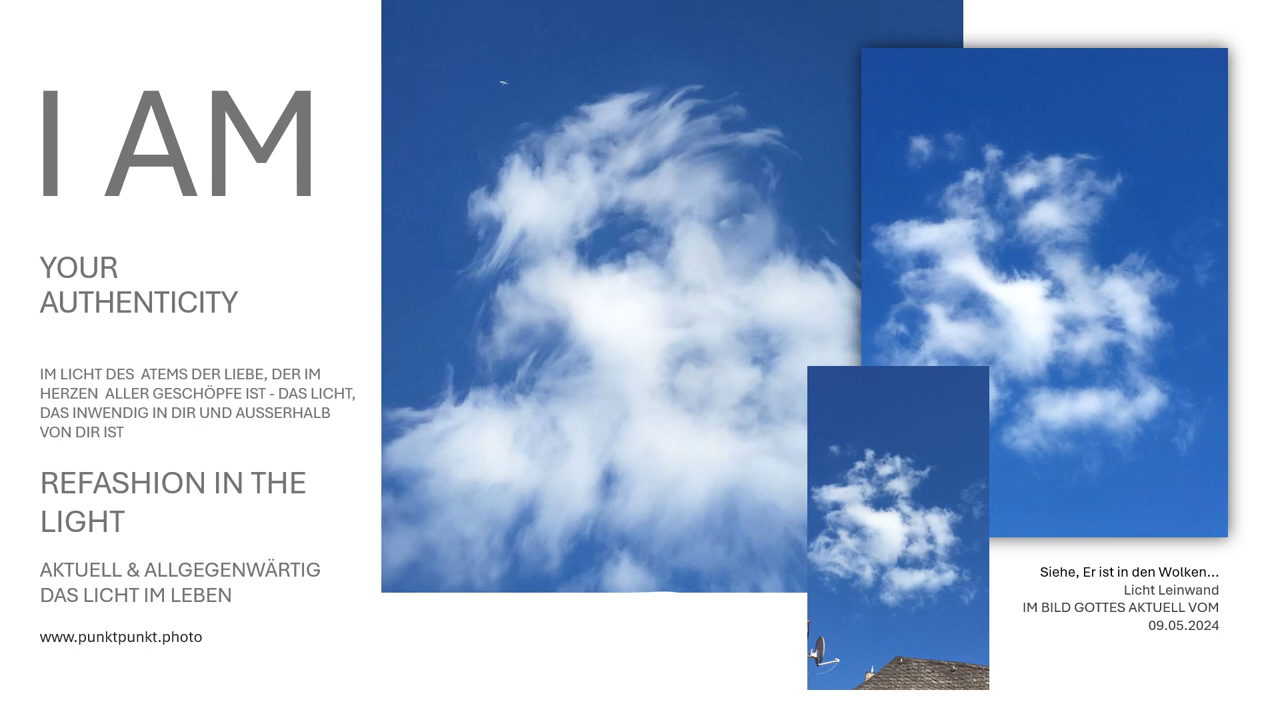 I AM
YOUR
AUTHENTICITY
IM LICHT DES  ATEMS DER LIEBE, DER IM
HERZEN  ALLER GESCHÖPFE IST - DAS LICHT,
DAS INWENDIG IN DIR UND AUSSERHALB
VON DIR IST
REFASHION IN THE
LIGHT
AKTUELL & ALLGEGENWÄRTIG
DAS LICHT IM LEBEN
www.punktpunkt.photo
Siehe, Er ist in den Wolken...
Licht Leinwand
IM BILD GOTTES AKTUELL VOM
09.05.2024